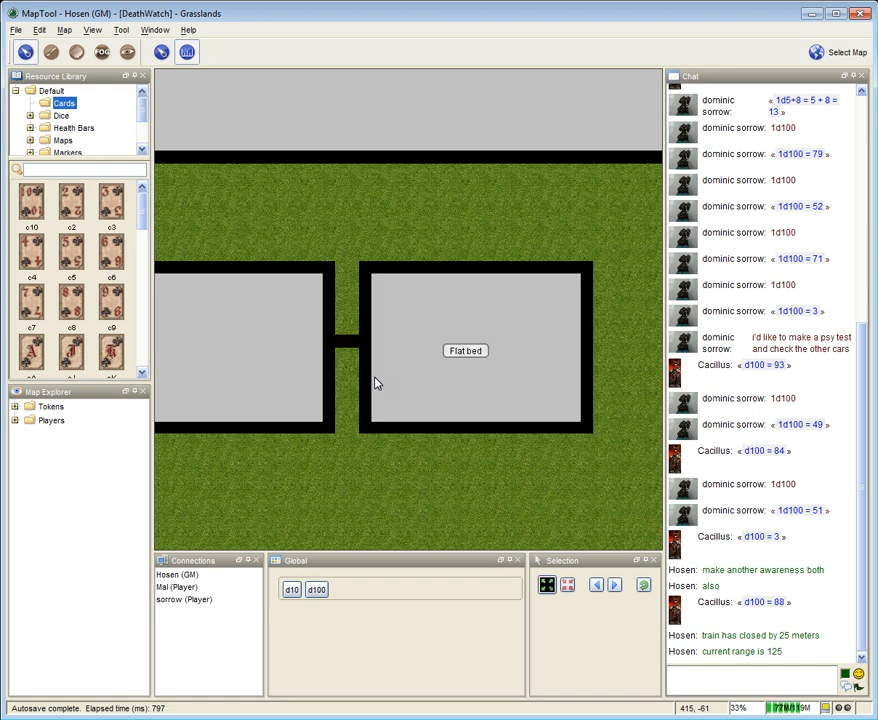 MapTool - Hosen (GM) - [DeathWatch] - Grasslands
File Edit Map View Tool Window Help
FOG
Select Map
Resource Library
Default
Cards
Dice
Health Bars
Maps
Markers
c10 c2 c3
c4 c5 c6
c7 c8 c9
Map Explorer
Tokens
Players
Flat bed
Chat
dominic sorrow: « 1d5+8 = 5 + 8 = 13 »
dominic sorrow: 1d100
dominic sorrow: « 1d100 = 79 »
dominic sorrow: 1d100
dominic sorrow: « 1d100 = 52 »
dominic sorrow: 1d100
dominic sorrow: « 1d100 = 71 »
dominic sorrow: 1d100
dominic sorrow: « 1d100 = 3 »
dominic sorrow: i'd like to make a psy test
and check the other cars
Cacillus: « d100 = 93 »
dominic sorrow: 1d100
dominic sorrow: « 1d100 = 49 »
Cacillus: « d100 = 84 »
dominic sorrow: 1d100
dominic sorrow: « 1d100 = 51 »
Cacillus: « d100 = 3 »
Hosen: make another awareness both
Hosen: also
Cacillus: « d100 = 88 »
Hosen: train has closed by 25 meters
Hosen: current range is 125
Connections
Hosen (GM)
Mal (Player)
sorrow (Player)
Global
d10 d100
Selection
Autosave complete. Elapsed time (ms): 797
415, -61
33%
77M/119M